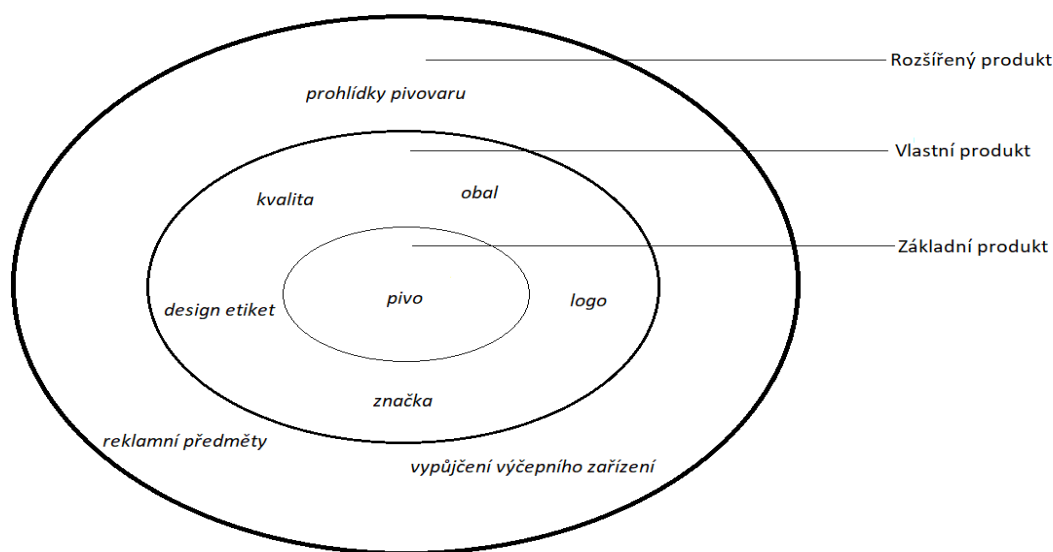 Rozšířený produkt
prohlídky pivovaru
Vlastní produkt
kvalita
obal
Základní produkt
pivo
design etiket
logo
značka
reklamní předměty
vypůjčení výčepního zařízení